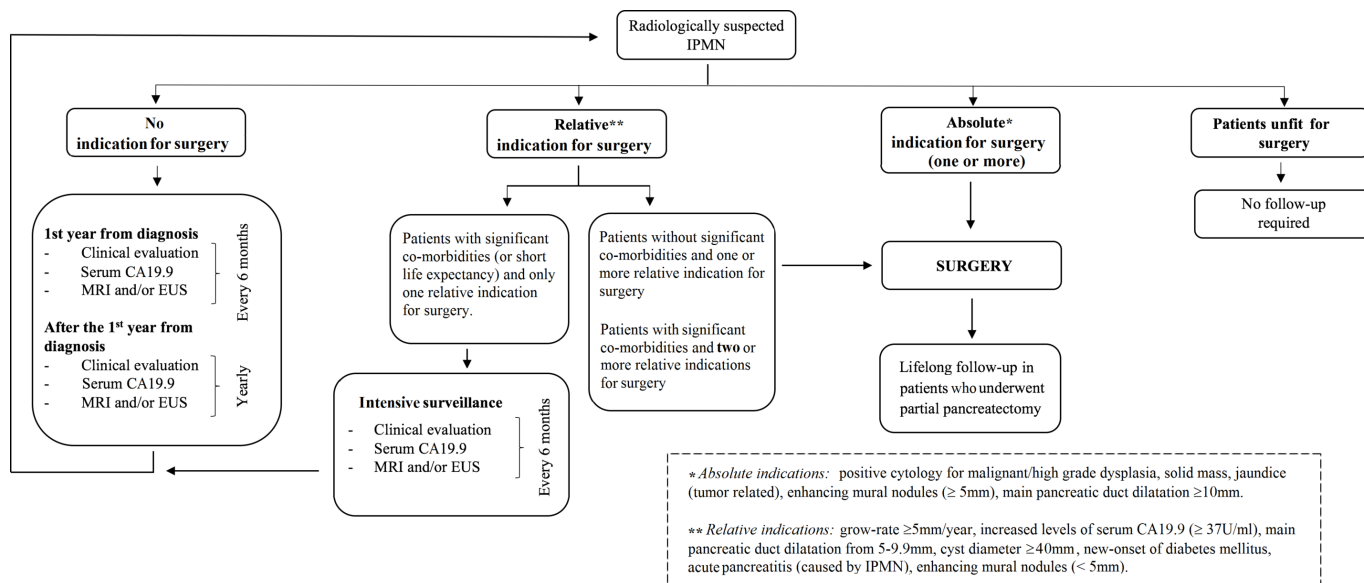 Radiologically suspected
IPMN
No
indication for surgery
Relative**
indication for surgery
Absolute*
indication for surgery
(one or more)
Patients unfit for
surgery
1st year from diagnosis
- Clinical evaluation
- Serum CA19.9
- MRI and/or EUS
Every 6 months
After the 1st year from
diagnosis
- Clinical evaluation
- Serum CA19.9
- MRI and/or EUS
Yearly
Patients with significant
co-morbidities (or short
life expectancy) and only
one relative indication
for surgery.
Patients without significant
co-morbidities and one or
more relative indication for
surgery
Patients with significant
co-morbidities and two or
more relative indications
for surgery
SURGERY
No follow-up
required
Intensive surveillance
- Clinical evaluation
- Serum CA19.9
- MRI and/or EUS
Every 6 months
Lifelong follow-up in
patients who underwent
partial pancreatectomy
* Absolute indications: positive cytology for malignant/high grade dysplasia, solid mass, jaundice
(tumor related), enhancing mural nodules (≥ 5mm), main pancreatic duct dilatation ≥10mm.
** Relative indications: grow-rate ≥5mm/year, increased levels of serum CA19.9 (≥ 37U/ml), main
pancreatic duct dilatation from 5-9.9mm, cyst diameter ≥40mm, new-onset of diabetes mellitus,
acute pancreatitis (caused by IPMN), enhancing mural nodules (< 5mm).